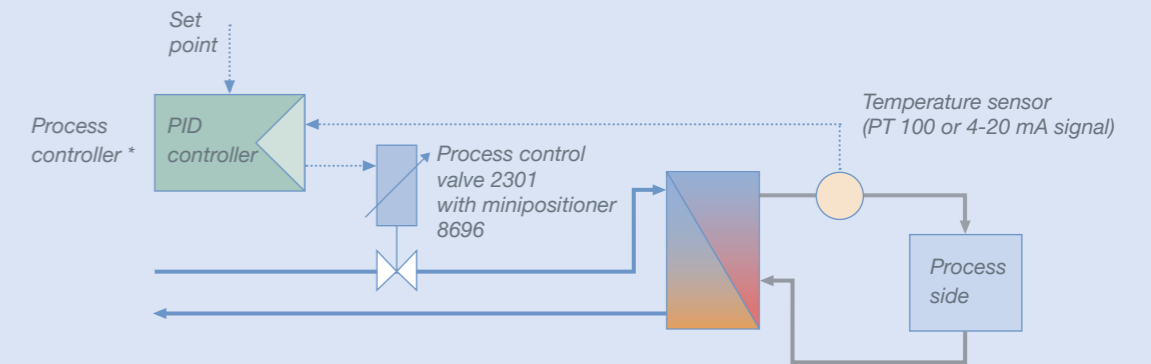 Set
point
Process
controller *
PID
controller
Temperature sensor
(PT 100 or 4-20 mA signal)
Process control
valve 2301
with minipositioner
8696
Process
side